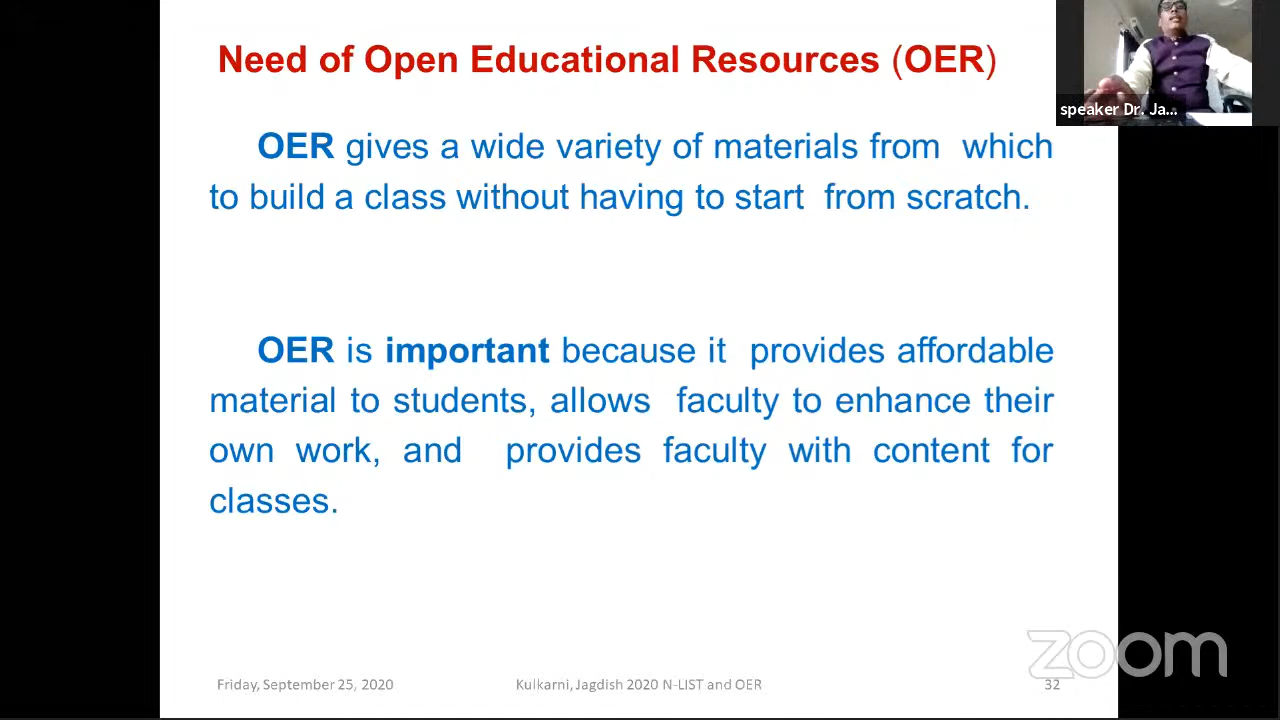 Need of Open Educational Resources (OER)
speaker Dr. Ja...
OER gives a wide variety of materials from which
to build a class without having to start from scratch.
OER is important because it provides affordable
material to students, allows faculty to enhance their
own work, and provides faculty with content for
classes.
zoom
Friday, September 25, 2020
Kulkarni, Jagdish 2020 N-LIST and OER
32